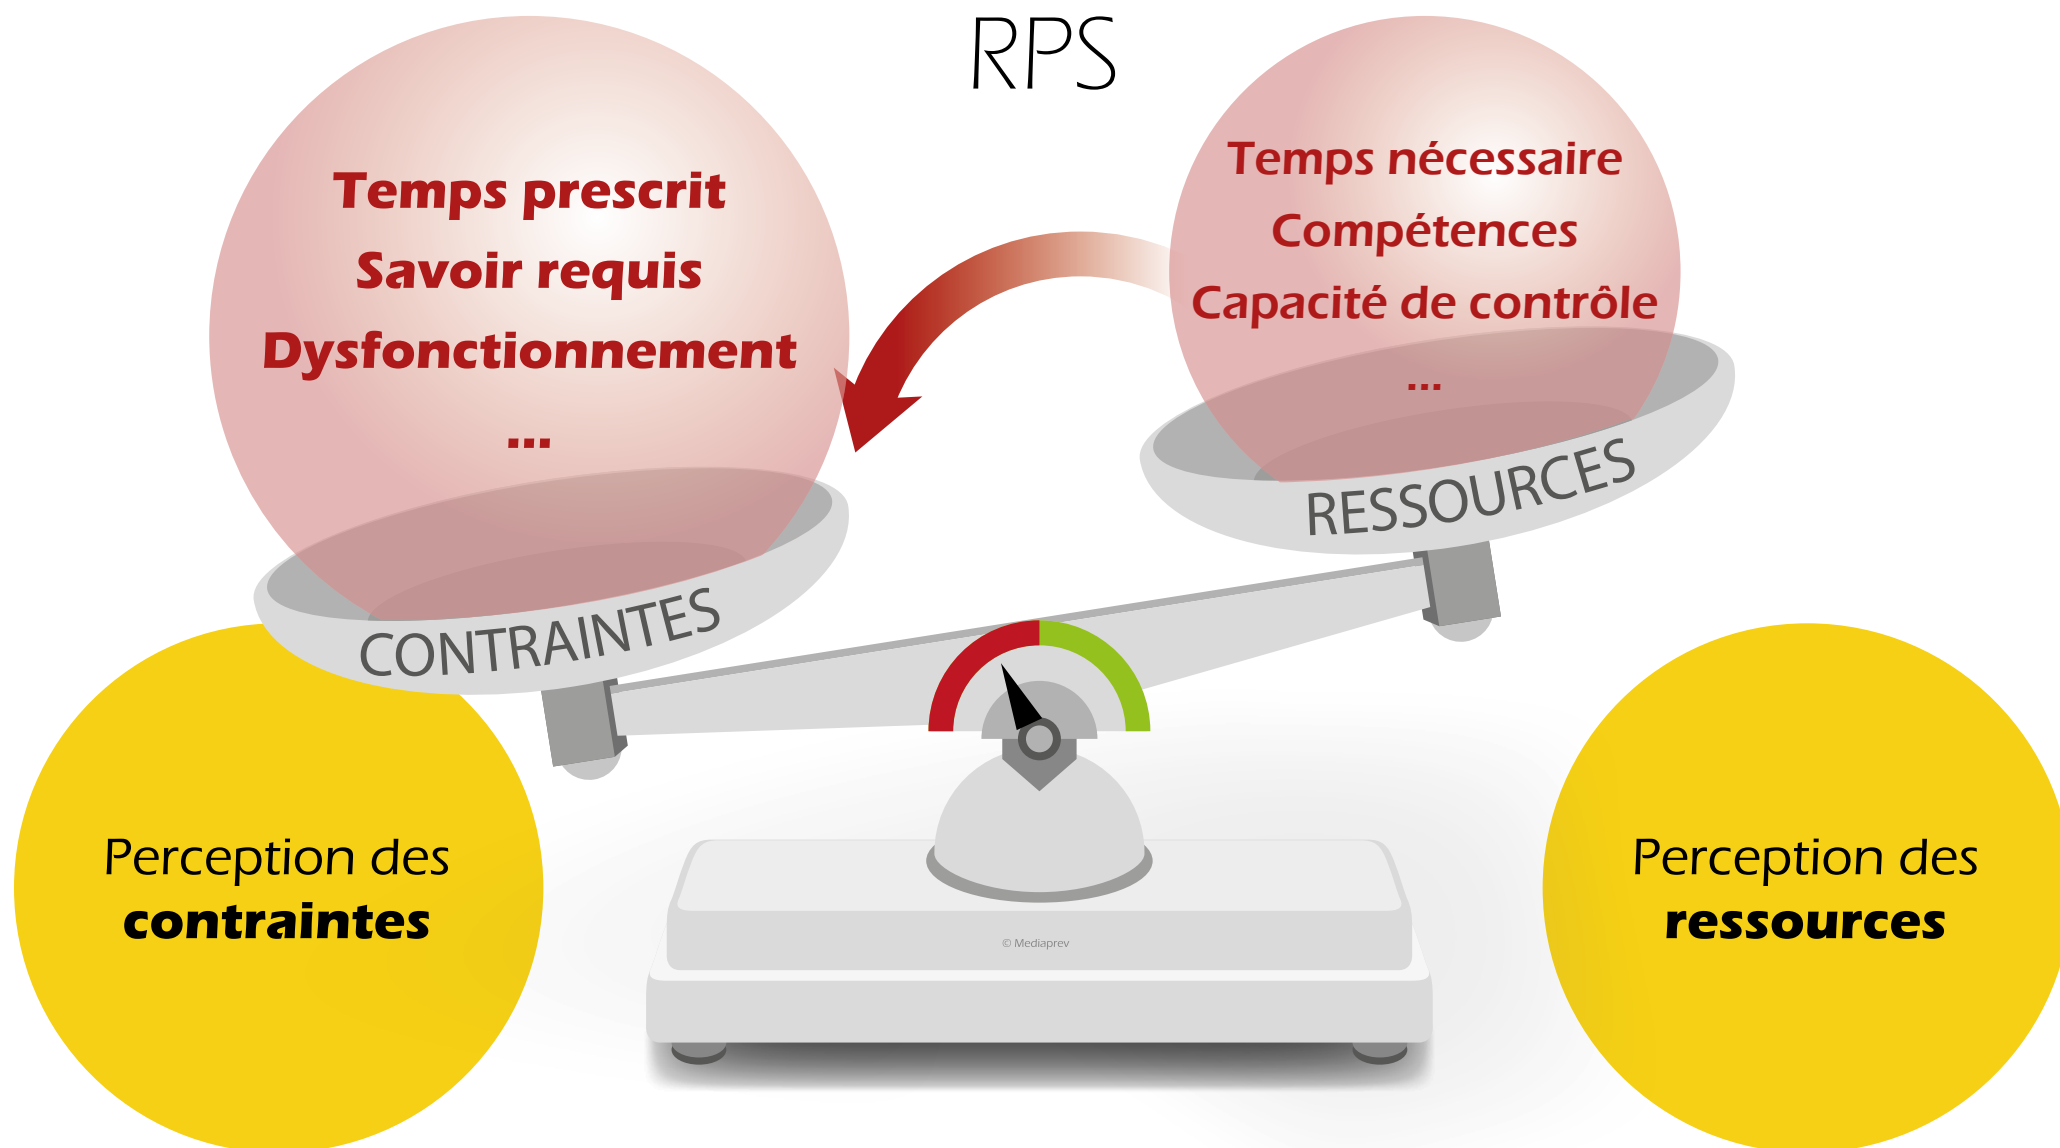 RPS
Temps prescrit
Savoir requis
Dysfonctionnement
...
CONTRAINTES
Temps nécessaire
Compétences
Capacité de contrôle
...
RESSOURCES
Perception des
contraintes
© Mediaprev
Perception des
ressources